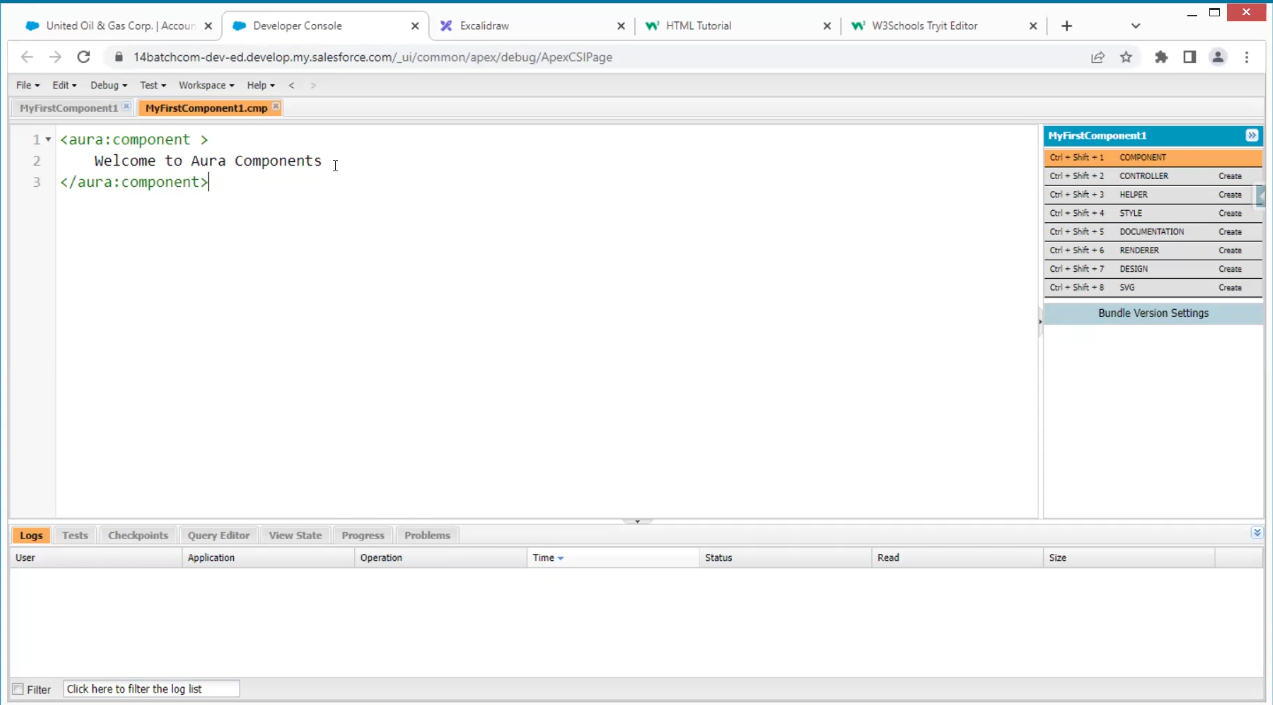 United Oil & Gas Corp. | Accoun
Developer Console
Excalidraw
HTML Tutorial
W3Schools Tryit Editor
14batchcom-dev-ed.develop.my.salesforce.com/_ui/common/apex/debug/ApexCSIPage
File Edit Debug Test Workspace Help < >
MyFirstComponent1 MyFirstComponent1.cmp
1 <aura:component >
2 Welcome to Aura Components
3 </aura:component>
MyFirstComponent1
Ctrl + Shift + 1 COMPONENT
Ctrl + Shift + 2 CONTROLLER Create
Ctrl + Shift + 3 HELPER Create
Ctrl + Shift + 4 STYLE Create
Ctrl + Shift + 5 DOCUMENTATION Create
Ctrl + Shift + 6 RENDERER Create
Ctrl + Shift + 7 DESIGN Create
Ctrl + Shift + 8 SVG Create
Bundle Version Settings
Logs Tests Checkpoints Query Editor View State Progress Problems
User Application Operation Time Status Read Size
Filter Click here to filter the log list